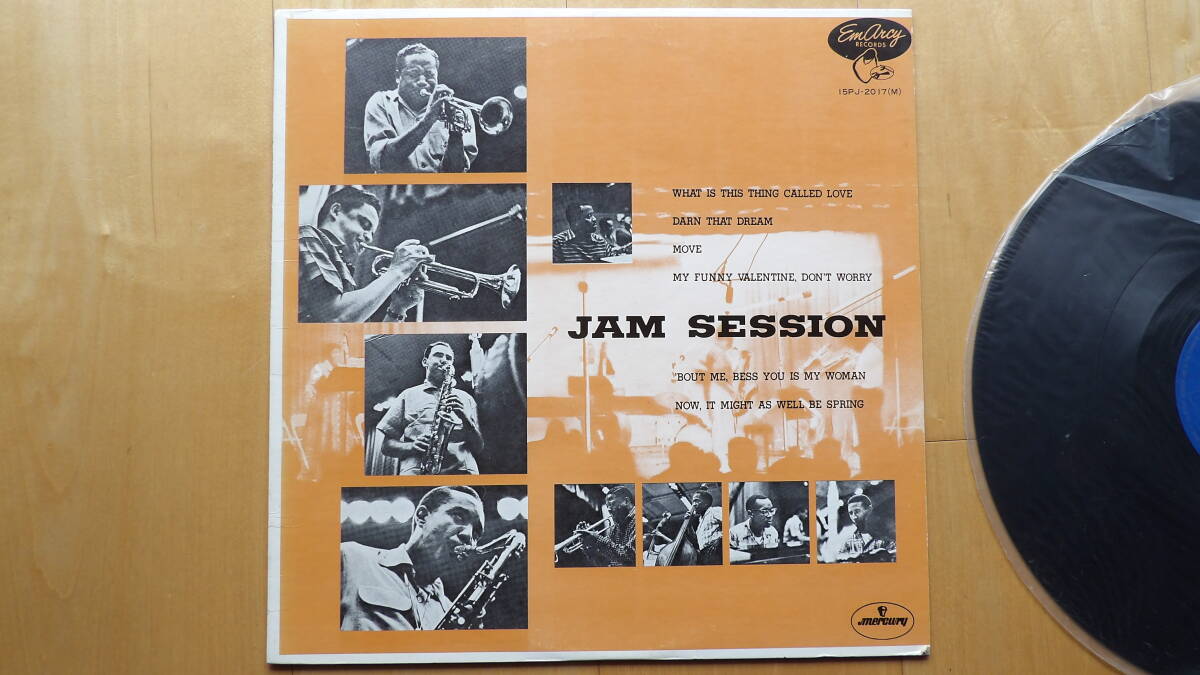 EmArcy
RECORDS
15PJ-2017(M)
WHAT IS THIS THING CALLED LOVE
DARN THAT DREAM
MOVE
MY FUNNY VALENTINE, DON'T WORRY
JAM SESSION
'BOUT ME, BESS YOU IS MY WOMAN
NOW, IT MIGHT AS WELL BE SPRING
mercury